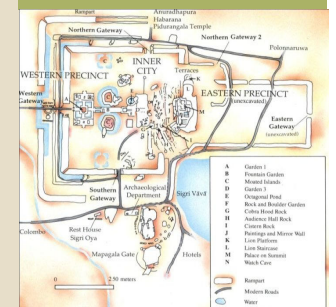 Rampart
Anuradhapura
Habarana
Pidurangala Temple
Northern Gateway
Northern Gateway 2
Polonnaruwa
INNER
CITY
Terraces
WESTERN PRECINCT
EASTERN PRECINCT
(unexcavated)
Western
Gateway
Eastern
Gateway
(unexcavated)
Southern
Gateway
Archaeological
Department
Sigri Vävä
Colombo
Rest House
Sigri Oya
Mapagala Gate
Hotels
0
250 meters
A Garden 1
B Fountain Garden
C Moated Islands
D Garden 3
E Octagonal Pond
F Rock and Boulder Garden
G Cobra Hood Rock
H Audience Hall Rock
I Cistern Rock
J Paintings and Mirror Wall
K Lion Platform
L Lion Staircase
M Palace on Summit
N Watch Cave
Rampart
Modern Roads
Water